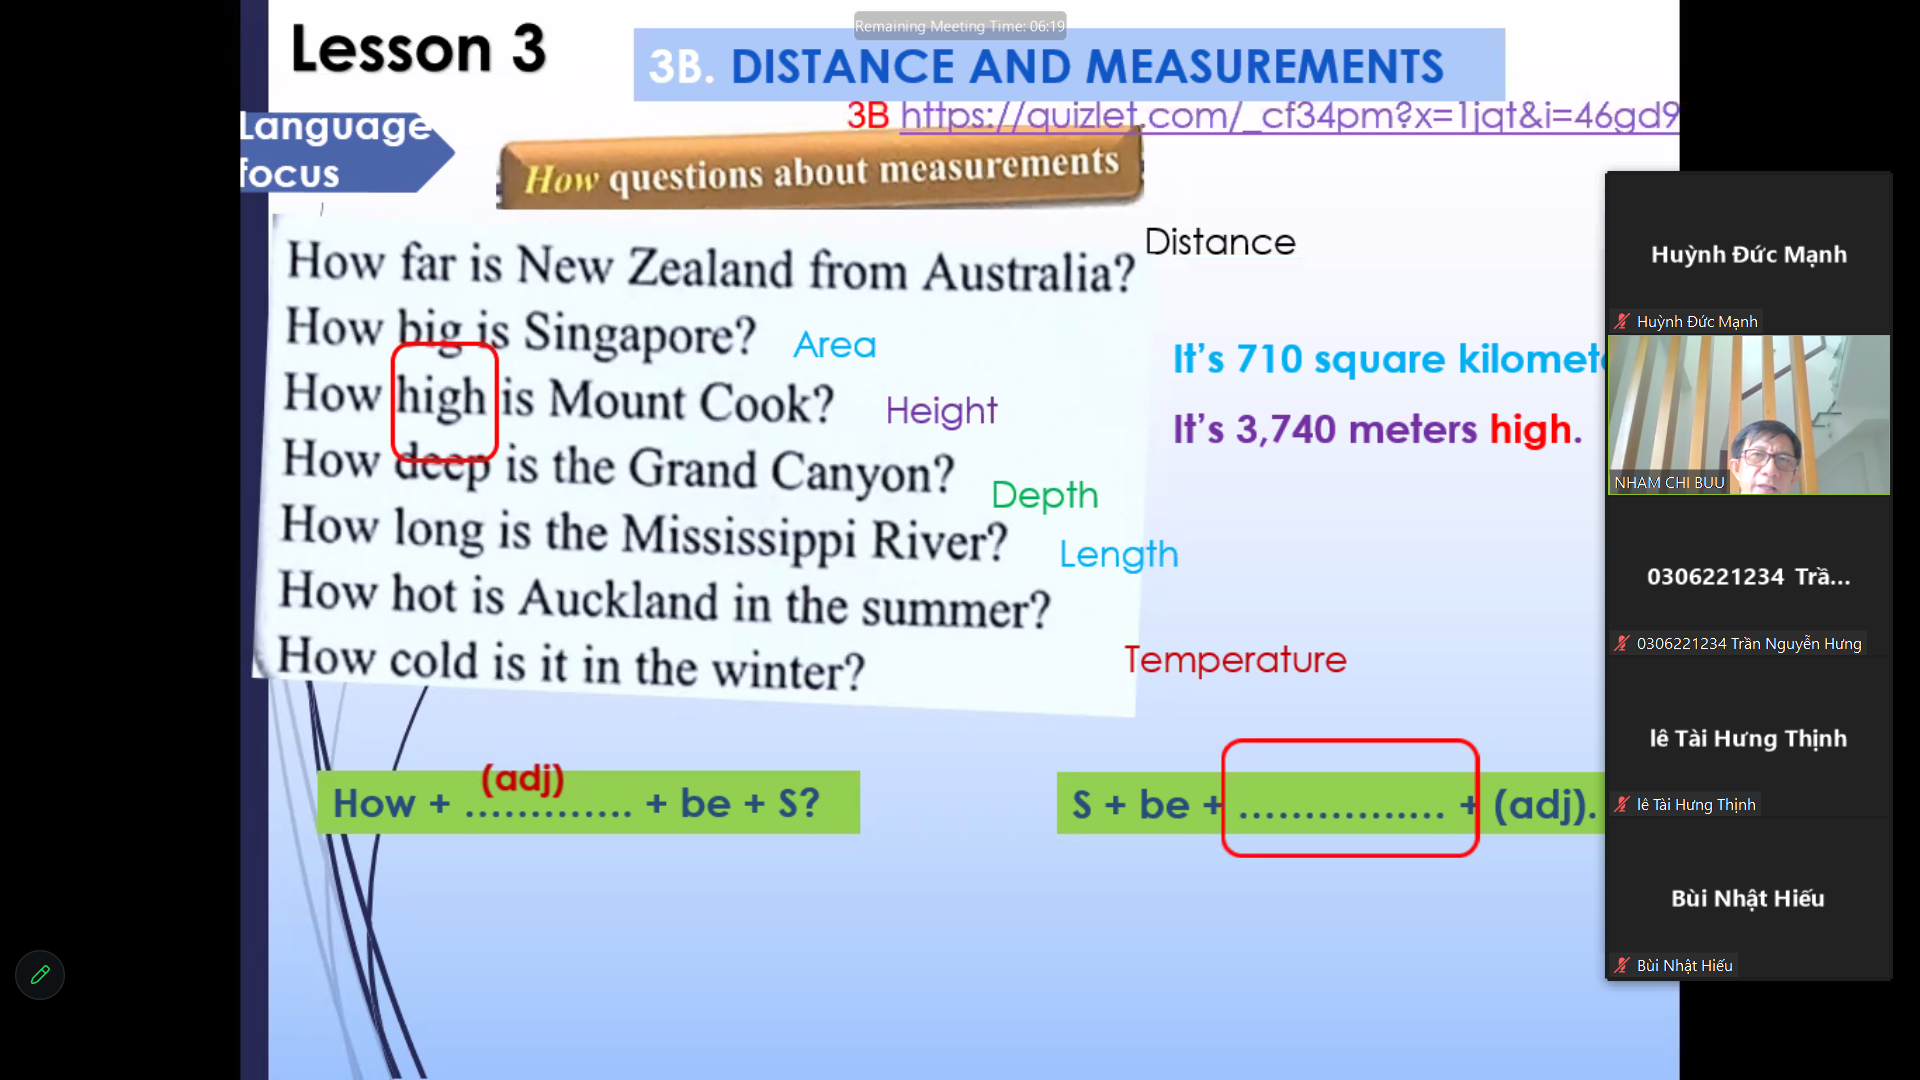 Remaining Meeting Time: 06:19
Lesson 3
3B. DISTANCE AND MEASUREMENTS
3B https://quizlet.com/_cf34pm?x=1jqt&i=46gd9
Language
focus
How questions about measurements
How far is New Zealand from Australia?
Distance
How big is Singapore?
Area
It's 710 square
How high is Mount Cook?
Height
It's 3,740 meters high.
How deep is the Grand Canyon?
Depth
How long is the Mississippi River?
Length
How hot is Auckland in the summer?
How cold is it in the winter?
Temperature
(adj)
How + ............. + be + S?
S + be + ................ + (adj).
Huỳnh Đức Mạnh
Huỳnh Đức Mạnh
NHAM CHI BUU
0306221234 Trầ...
0306221234 Trần Nguyễn Hưng
lê Tài Hưng Thịnh
lê Tài Hưng Thịnh
Bùi Nhật Hiếu
Bùi Nhật Hiếu